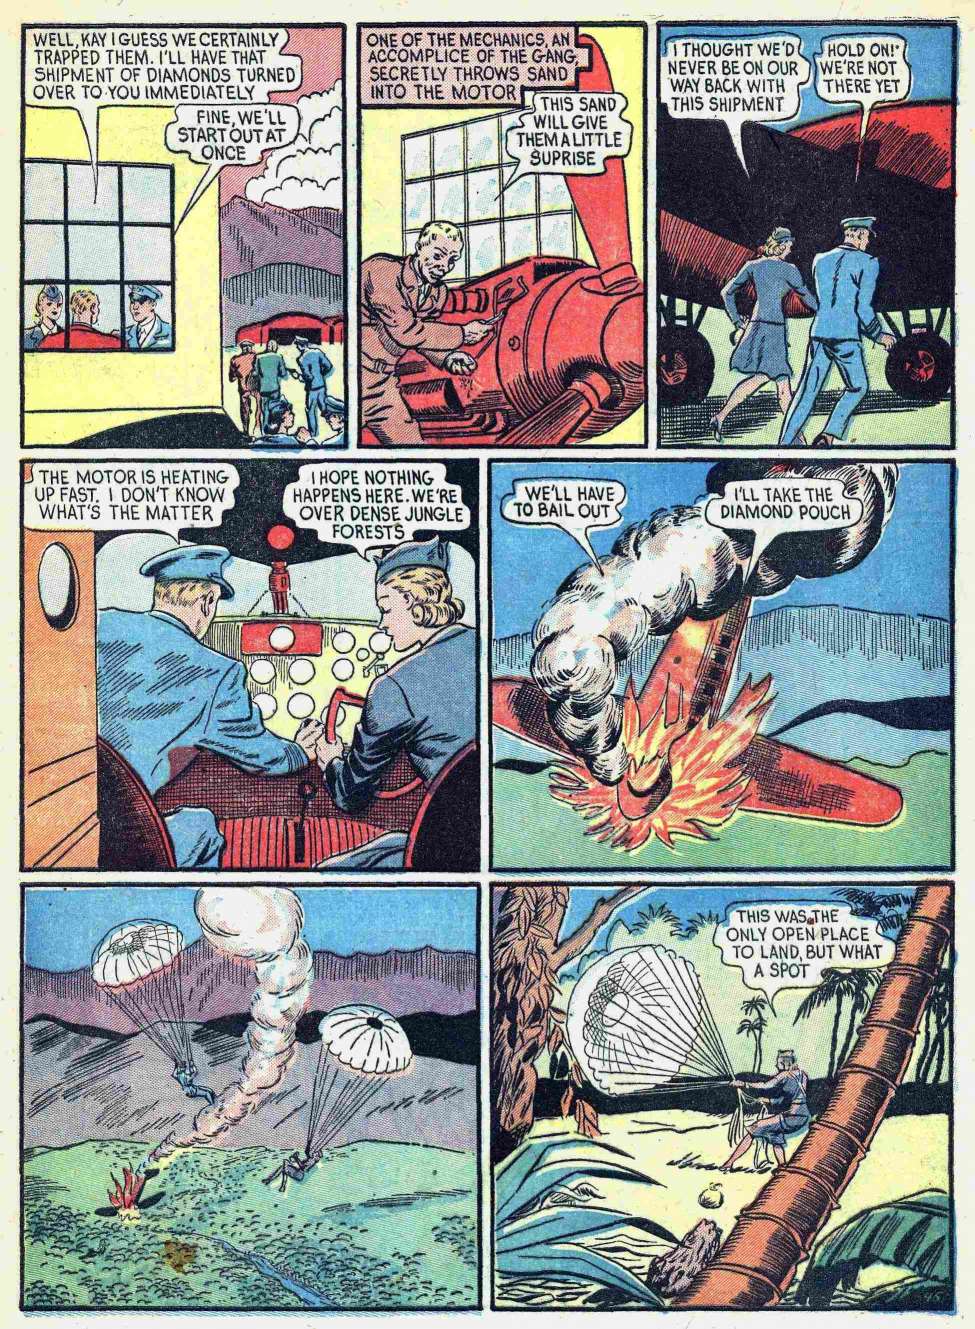 WELL, KAY I GUESS WE CERTAINLY
TRAPPED THEM. I'LL HAVE THAT
SHIPMENT OF DIAMONDS TURNED
OVER TO YOU IMMEDIATELY
FINE, WE'LL
START OUT AT
ONCE
ONE OF THE MECHANICS, AN
ACCOMPLICE OF THE GANG,
SECRETLY THROWS SAND
INTO THE MOTOR
THIS SAND
WILL GIVE
THEM A LITTLE
SUPRISE
I THOUGHT WE'D
NEVER BE ON OUR
WAY BACK WITH
THIS SHIPMENT
HOLD ON!
WE'RE NOT
THERE YET
THE MOTOR IS HEATING
UP FAST. I DON'T KNOW
WHAT'S THE MATTER
I HOPE NOTHING
HAPPENS HERE. WE'RE
OVER DENSE JUNGLE
FORESTS
WE'LL HAVE
TO BAIL OUT
I'LL TAKE THE
DIAMOND POUCH
THIS WAS THE
ONLY OPEN PLACE
TO LAND, BUT WHAT
A SPOT